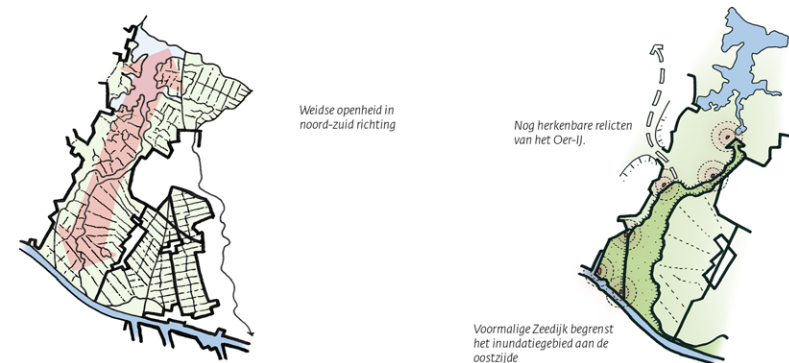 Weidse openheid in
noord-zuid richting
Nog herkenbare relicten
van het Oer-IJ.
Voormalige Zeedijk begrenst
het inundatiegebied aan de
oostzijde